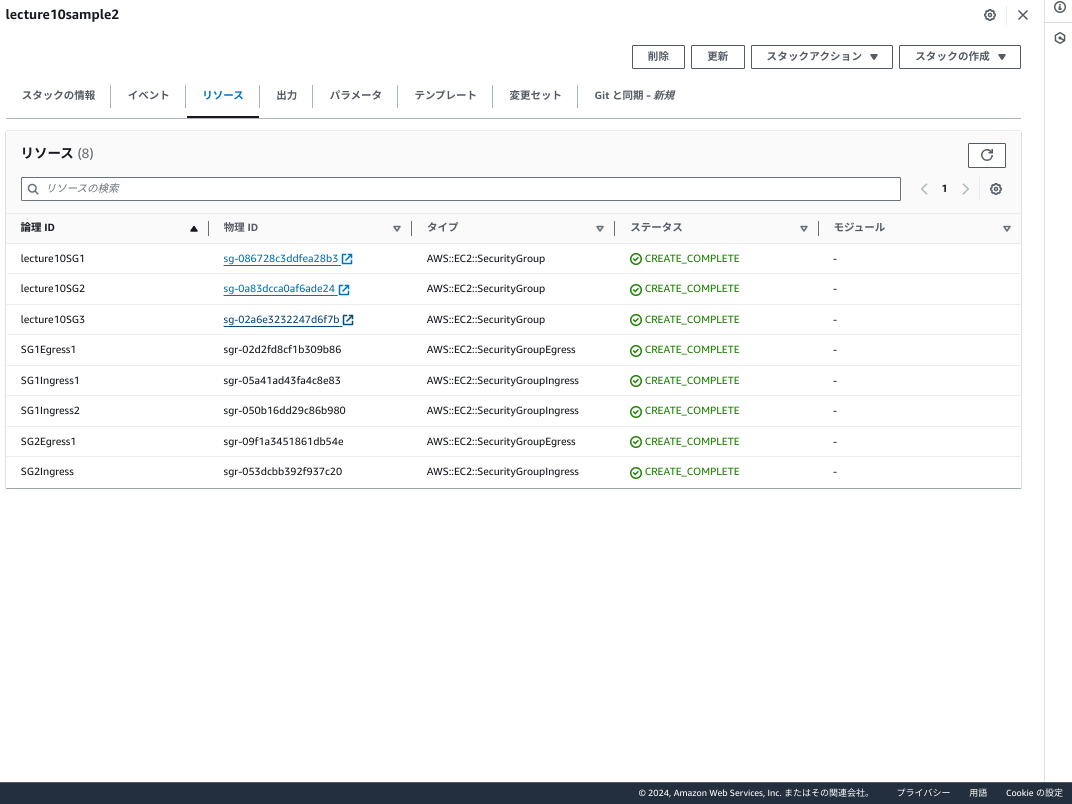 lecture10sample2
削除 更新 スタックアクション スタックの作成
スタックの情報 イベント リソース 出力 パラメータ テンプレート 変更セット Git と同期 - 新規
リソース (8)
リソースの検索 1
論理 ID 物理 ID タイプ ステータス モジュール
lecture10SG1 sg-086728c3ddfea28b3 AWS::EC2::SecurityGroup CREATE_COMPLETE -
lecture10SG2 sg-0a83dcca0af6ade24 AWS::EC2::SecurityGroup CREATE_COMPLETE -
lecture10SG3 sg-02a6e3232247d6f7b AWS::EC2::SecurityGroup CREATE_COMPLETE -
SG1Egress1 sgr-02d2fd8cf1b309b86 AWS::EC2::SecurityGroupEgress CREATE_COMPLETE -
SG1Ingress1 sgr-05a41ad43fa4c8e83 AWS::EC2::SecurityGroupIngress CREATE_COMPLETE -
SG1Ingress2 sgr-050b16dd29c86b980 AWS::EC2::SecurityGroupIngress CREATE_COMPLETE -
SG2Egress1 sgr-09f1a3451861db54e AWS::EC2::SecurityGroupEgress CREATE_COMPLETE -
SG2Ingress sgr-053dcbb392f937c20 AWS::EC2::SecurityGroupIngress CREATE_COMPLETE -
© 2024, Amazon Web Services, Inc. またはその関連会社。 プライバシー 用語 Cookie の設定